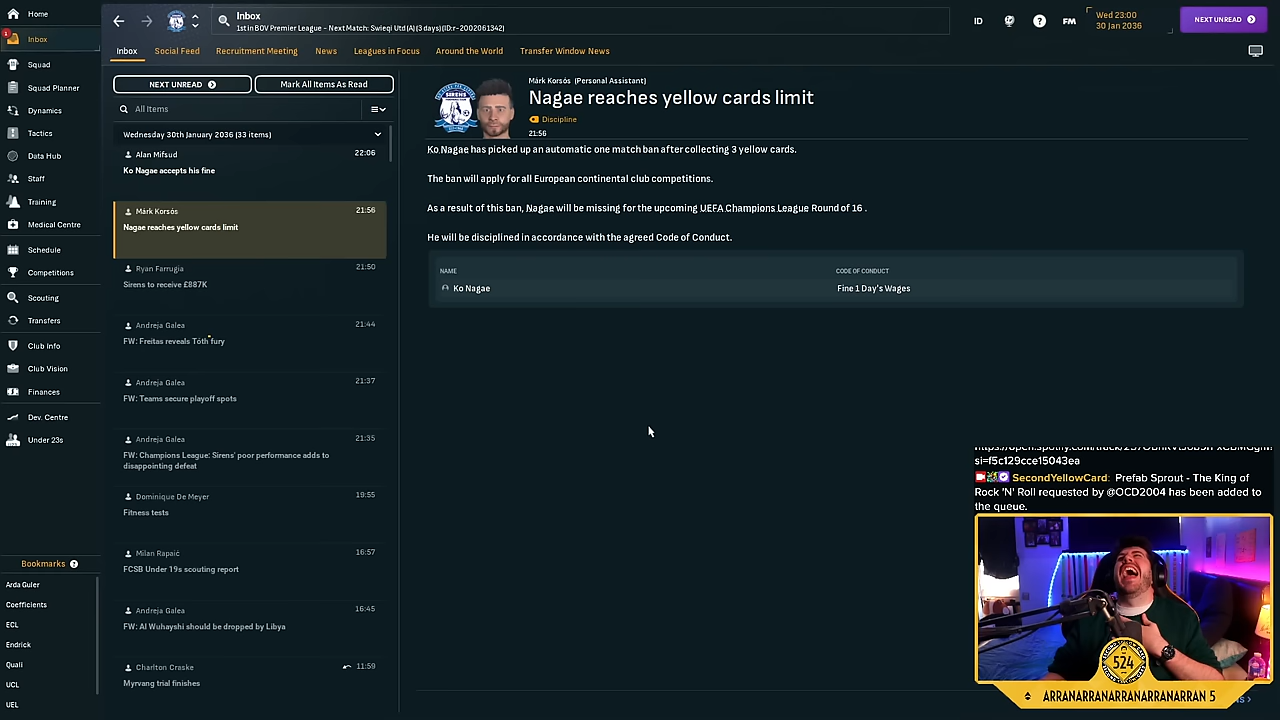 Home
Inbox
Squad
Squad Planner
Dynamics
Tactics
Data Hub
Staff
Training
Medical Centre
Schedule
Competitions
Scouting
Transfers
Club Info
Club Vision
Finances
Dev. Centre
Under 23s
Bookmarks
Arda Guler
Coefficients
ECL
Endrick
Quali
UCL
UEL
Inbox
1st in BOV Premier League - Next Match: Swieqi Utd (A) (3 days) (ID:r-2002061342)
ID
FM
Wed 23:00
30 Jan 2036
NEXT UNREAD
Inbox
Social Feed
Recruitment Meeting
News
Leagues in Focus
Around the World
Transfer Window News
NEXT UNREAD
Mark All Items As Read
All Items
Wednesday 30th January 2036 (33 items)
Alan Mifsud 22:06
Ko Nagae accepts his fine
Márk Korsós 21:56
Nagae reaches yellow cards limit
Ryan Farrugia 21:50
Sirens to receive £887K
Andreja Galea 21:44
FW: Freitas reveals Tóth fury
Andreja Galea 21:37
FW: Teams secure playoff spots
Andreja Galea 21:35
FW: Champions League: Sirens' poor performance adds to
disappointing defeat
Dominique De Meyer 19:55
Fitness tests
Milan Rapaić 16:57
FCSB Under 19s scouting report
Andreja Galea 16:45
FW: Al Wuhayshi should be dropped by Libya
Charlton Craske 11:59
Myrvang trial finishes
Márk Korsós (Personal Assistant)
Nagae reaches yellow cards limit
Discipline
21:56
Ko Nagae has picked up an automatic one match ban after collecting 3 yellow cards.
The ban will apply for all European continental club competitions.
As a result of this ban, Nagae will be missing for the upcoming UEFA Champions League Round of 16 .
He will be disciplined in accordance with the agreed Code of Conduct.
NAME CODE OF CONDUCT
Ko Nagae Fine 1 Day's Wages
si=f5cf29cce15043ea
SecondYellowCard: Prefab Sprout - The King of
Rock 'N' Roll requested by @OCD2004 has been added to
the queue.
524
ARRANARRANARRANARRANARRAN 5